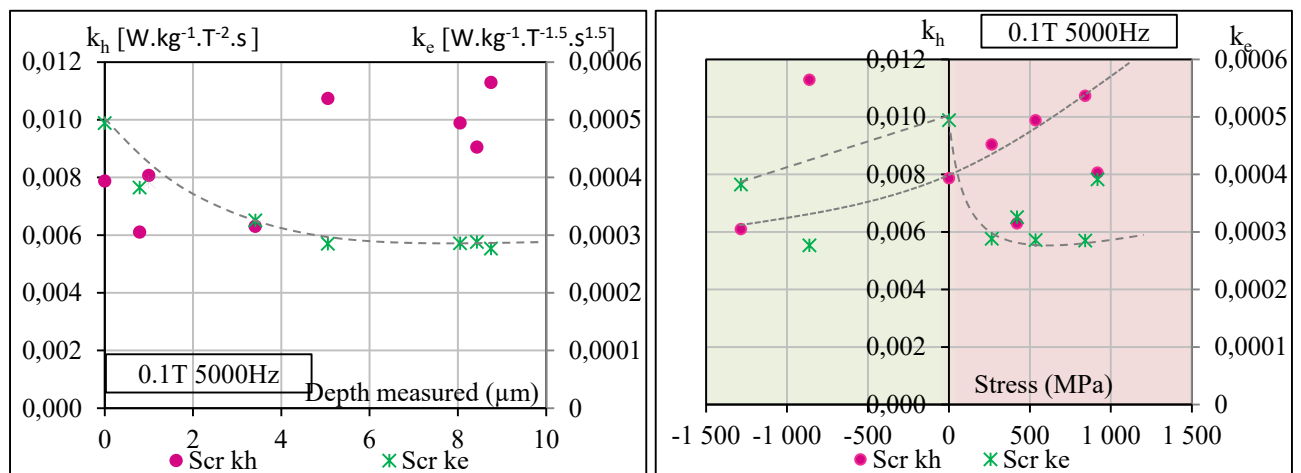 k_h [W.kg⁻¹.T⁻².s ]
k_e [W.kg⁻¹.T⁻¹·⁵.s¹·⁵]
0,012
0,010
0,008
0,006
0,004
0,002
0,000
0,0006
0,0005
0,0004
0,0003
0,0002
0,0001
0
0.1T 5000Hz
Depth measured (µm)
0 2 4 6 8 10
Scr kh Scr ke
0.1T 5000Hz
k_h
k_e
0,012
0,010
0,008
0,006
0,004
0,002
0,000
0,0006
0,0005
0,0004
0,0003
0,0002
0,0001
0
Stress (MPa)
-1 500 -1 000 -500 0 500 1 000 1 500
Scr kh Scr ke